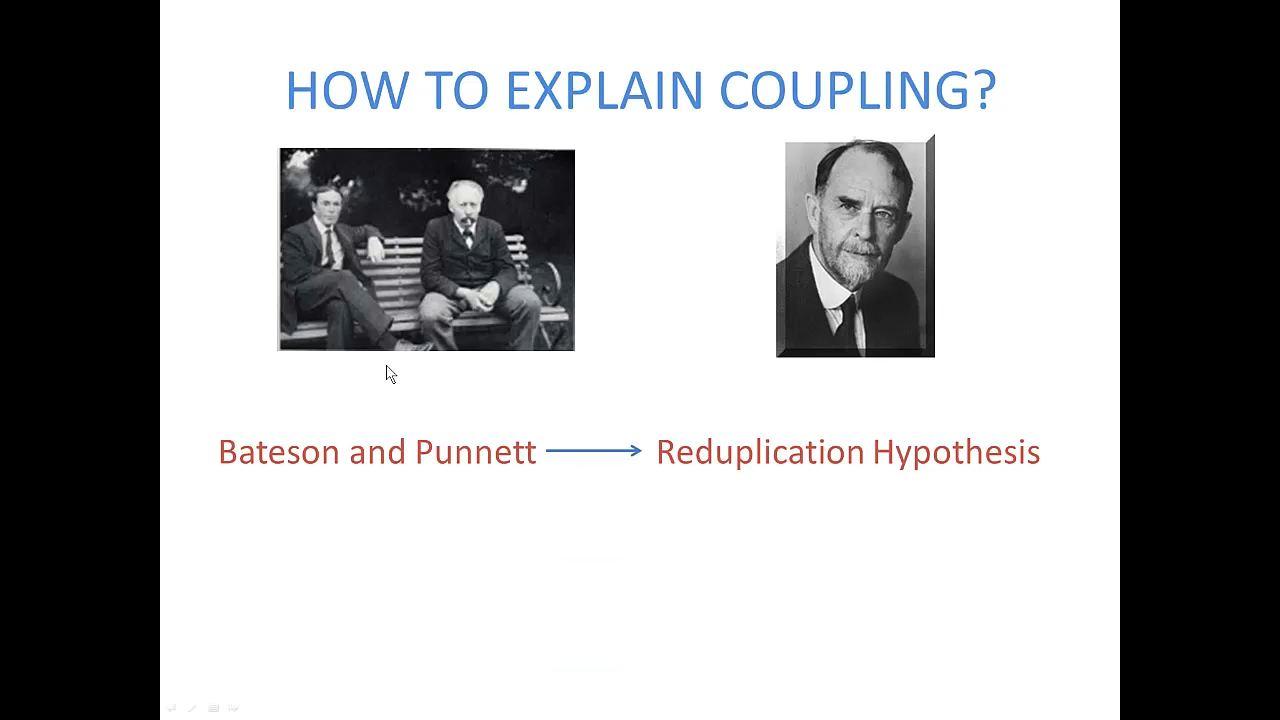 HOW TO EXPLAIN COUPLING?
Bateson and Punnett
Reduplication Hypothesis